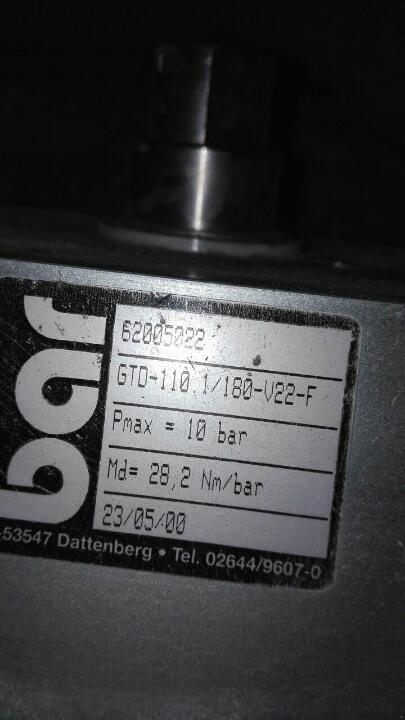 bar
62005022
GTD-110 1/180-V22-F
Pmax = 10 bar
Md= 28,2 Nm/bar
23/05/00
-53547 Dattenberg • Tel. 02644/9607-0